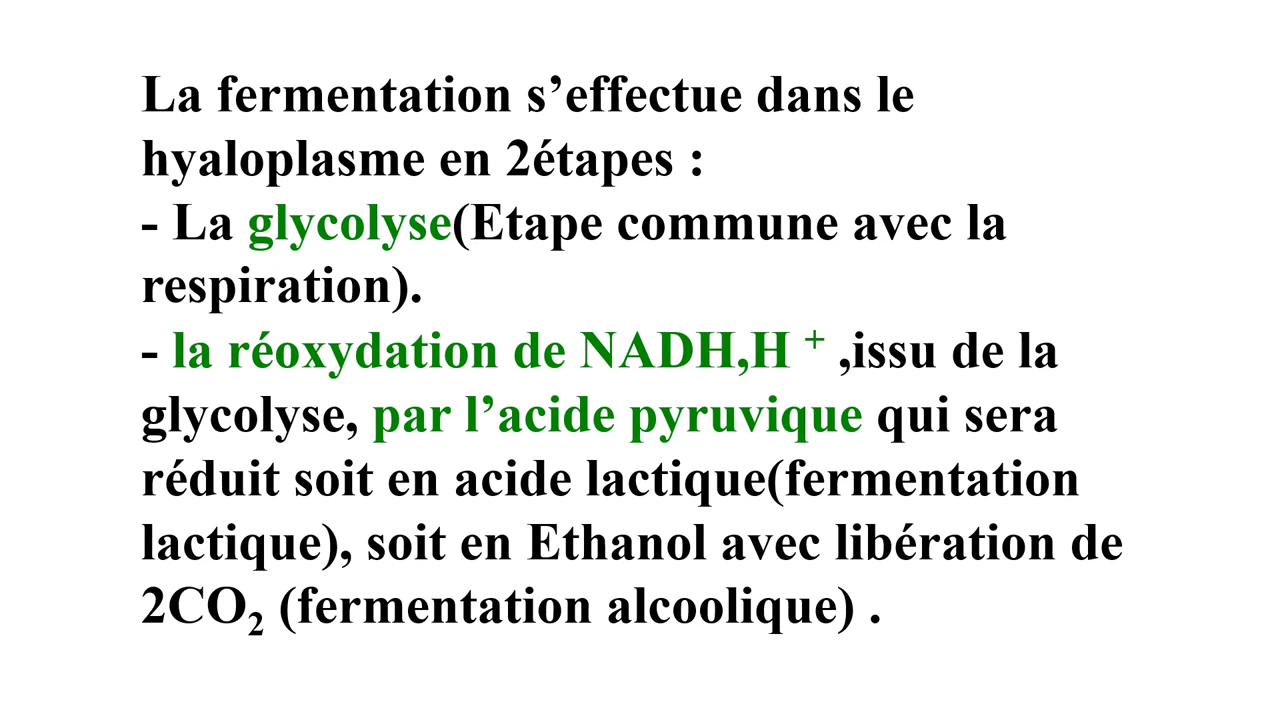 La fermentation s’effectue dans le
hyaloplasme en 2étapes :
- La glycolyse(Etape commune avec la
respiration).
- la réoxydation de NADH,H ⁺ ,issu de la
glycolyse, par l’acide pyruvique qui sera
réduit soit en acide lactique(fermentation
lactique), soit en Ethanol avec libération de
2CO₂ (fermentation alcoolique) .